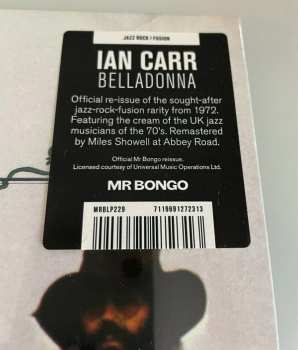 JAZZ ROCK / FUSION
IAN CARR
BELLADONNA
Official re-issue of the sought-after
jazz-rock-fusion rarity from 1972.
Featuring the cream of the UK jazz
musicians of the 70's. Remastered
by Miles Showell at Abbey Road.
Official Mr Bongo reissue.
Licensed courtesy of Universal Music Operations Ltd.
MR BONGO
MRBLP229 7119691272313